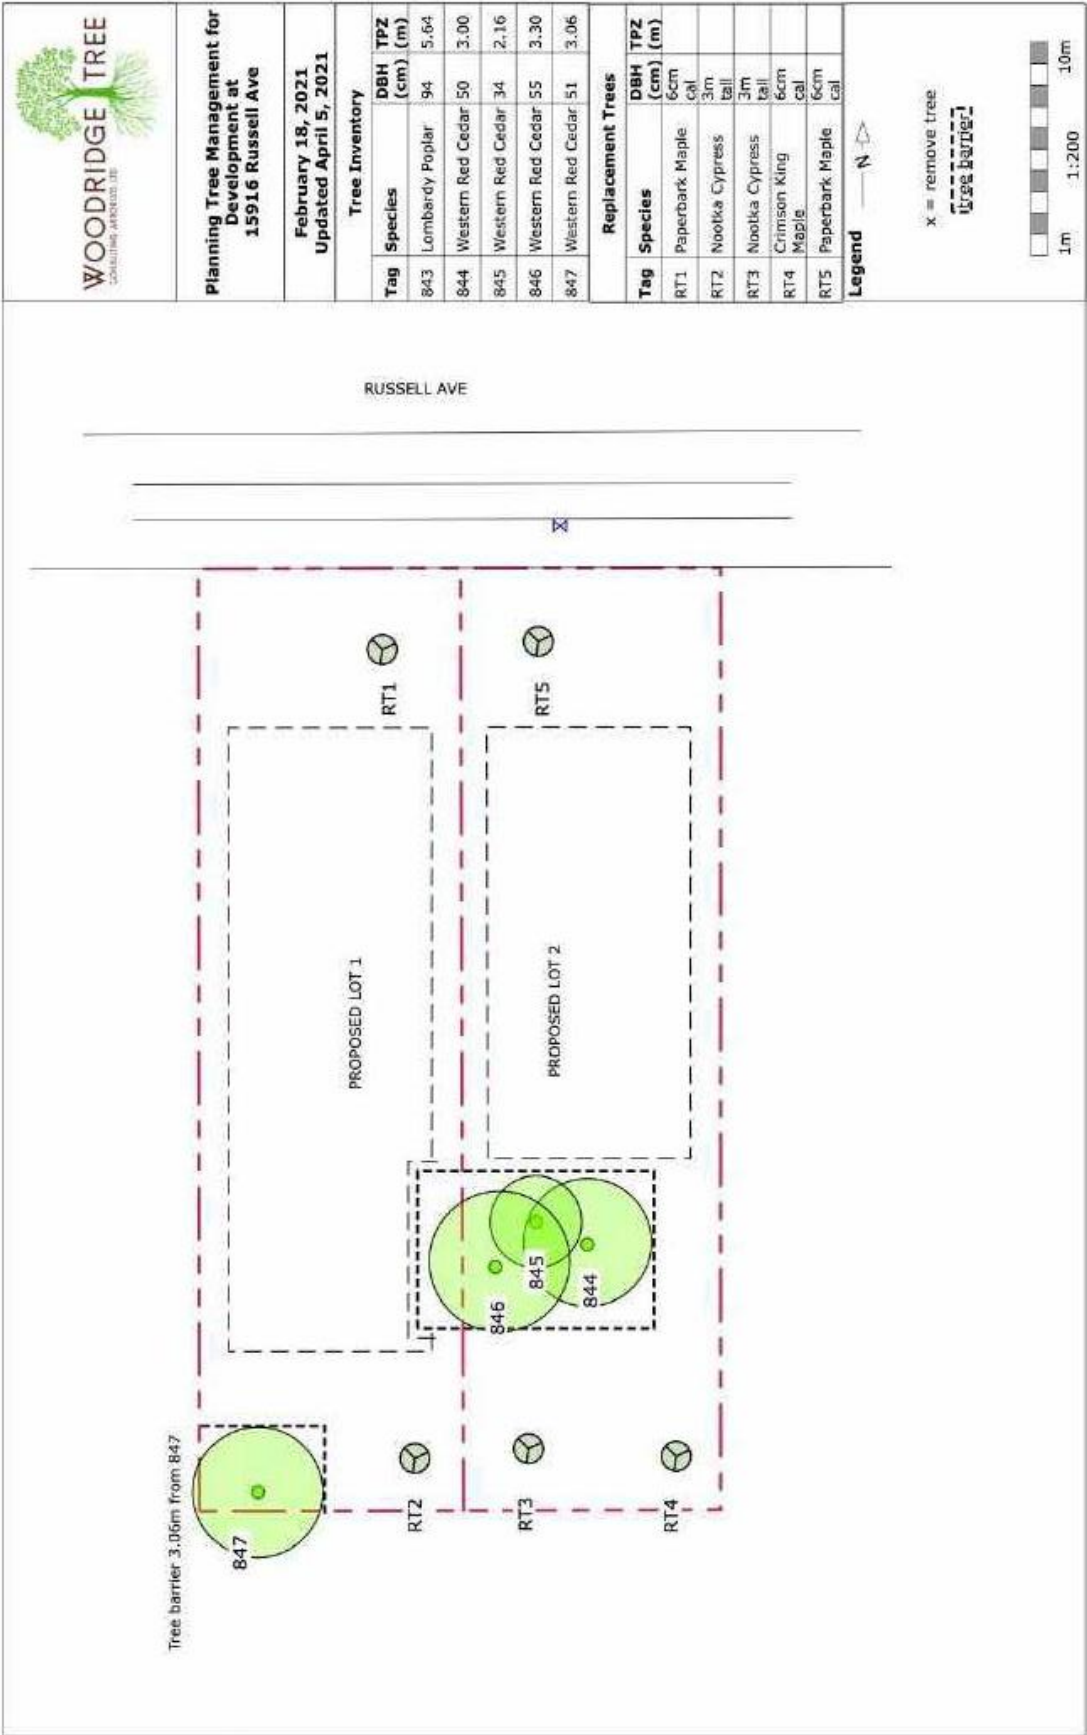 WOODRIDGE TREE
CONSULTING ARBORISTS LTD
Planning Tree Management for
Development at
15916 Russell Ave
February 18, 2021
Updated April 5, 2021
Tree Inventory
Tag Species DBH (cm) TPZ (m)
843 Lombardy Poplar 94 5.64
844 Western Red Cedar 50 3.00
845 Western Red Cedar 34 2.16
846 Western Red Cedar 55 3.30
847 Western Red Cedar 51 3.06
Replacement Trees
Tag Species DBH (cm) TPZ (m)
RT1 Paperbark Maple 6cm cal
RT2 Nootka Cypress 3m tall
RT3 Nootka Cypress 3m tall
RT4 Crimson King Maple 6cm cal
RT5 Paperbark Maple 6cm cal
Legend
N
x = remove tree
tree barrier
1m 1:200 10m
RUSSELL AVE
RT1
RT5
PROPOSED LOT 1
PROPOSED LOT 2
846
845
844
Tree barrier 3.06m from 847
847
RT2
RT3
RT4